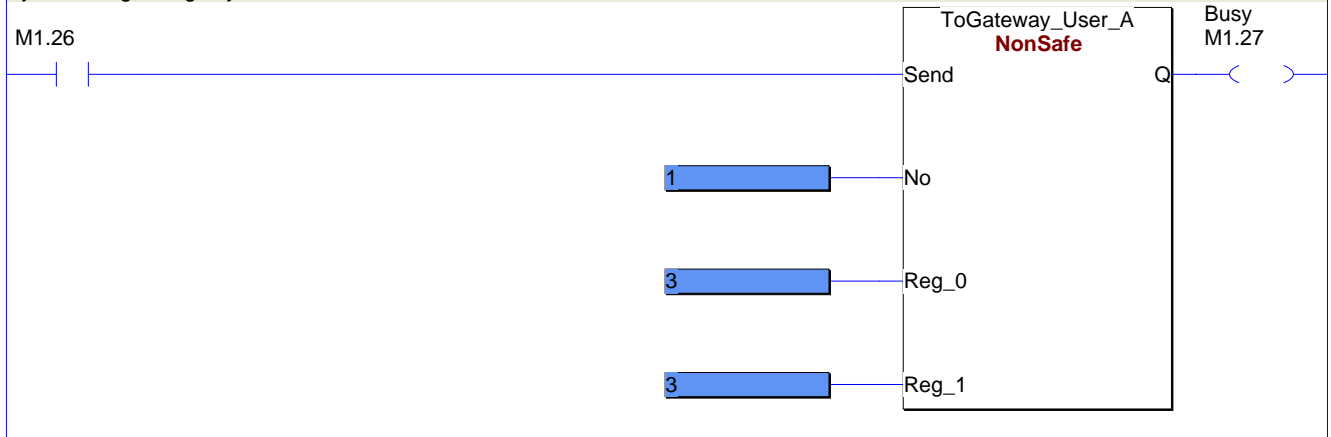 ToGateway_User_A
NonSafe
Busy
M1.26
M1.27
Send
Q
1
No
3
Reg_0
3
Reg_1